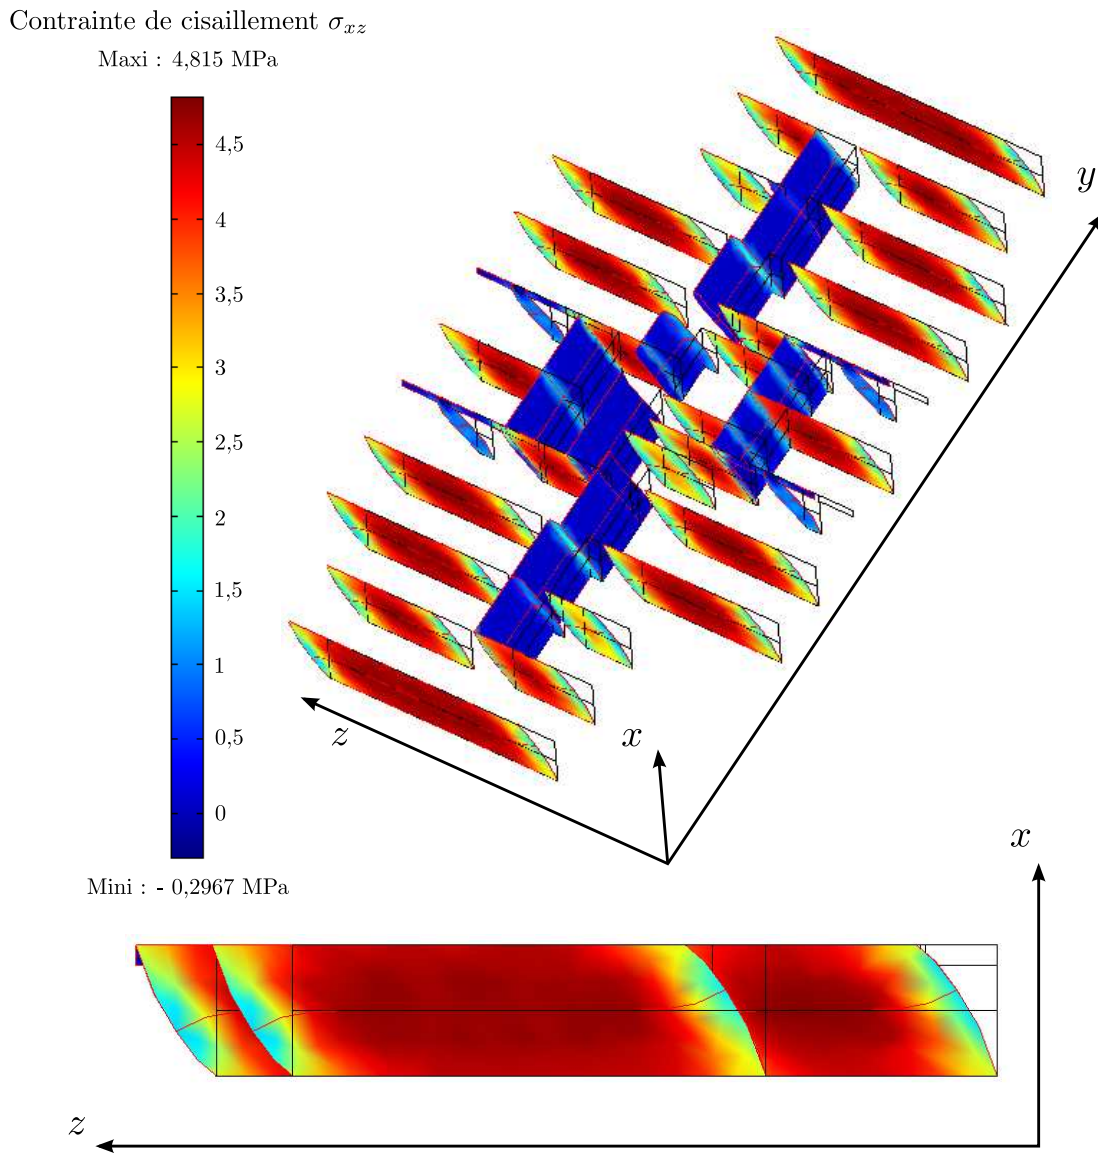 Contrainte de cisaillement σxz
Maxi : 4,815 MPa
4,5
4
3,5
3
2,5
2
1,5
1
0,5
0
Mini : - 0,2967 MPa
y
z
x
x
z